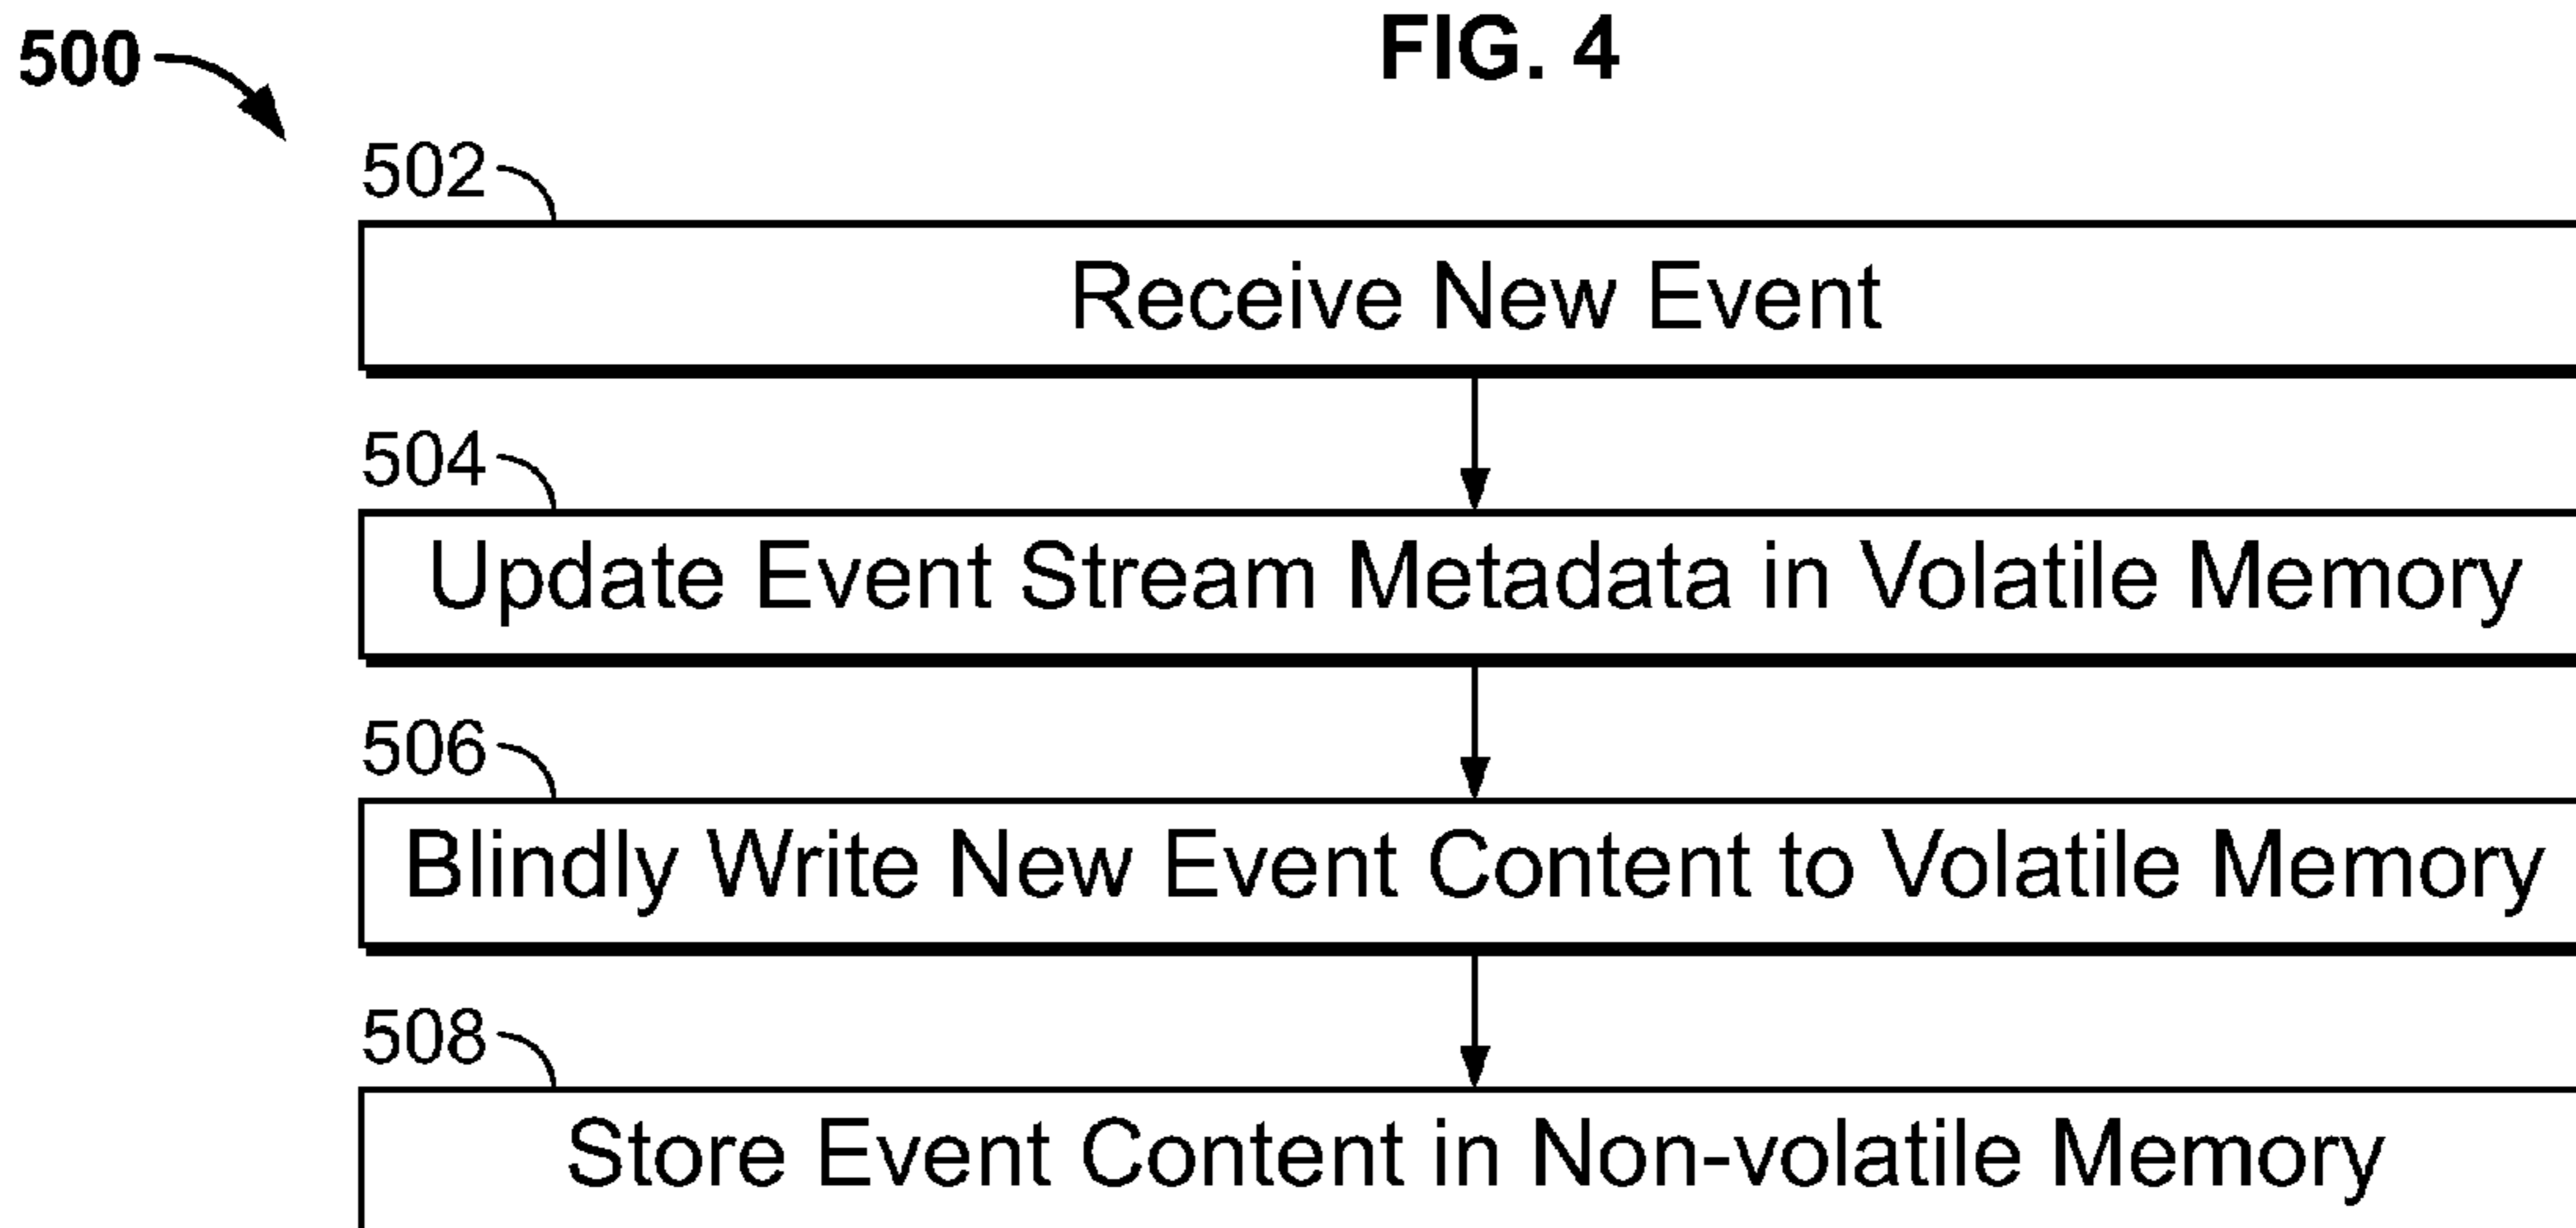 FIG. 4
500
502
Receive New Event
504
Update Event Stream Metadata in Volatile Memory
506
Blindly Write New Event Content to Volatile Memory
508
Store Event Content in Non-volatile Memory